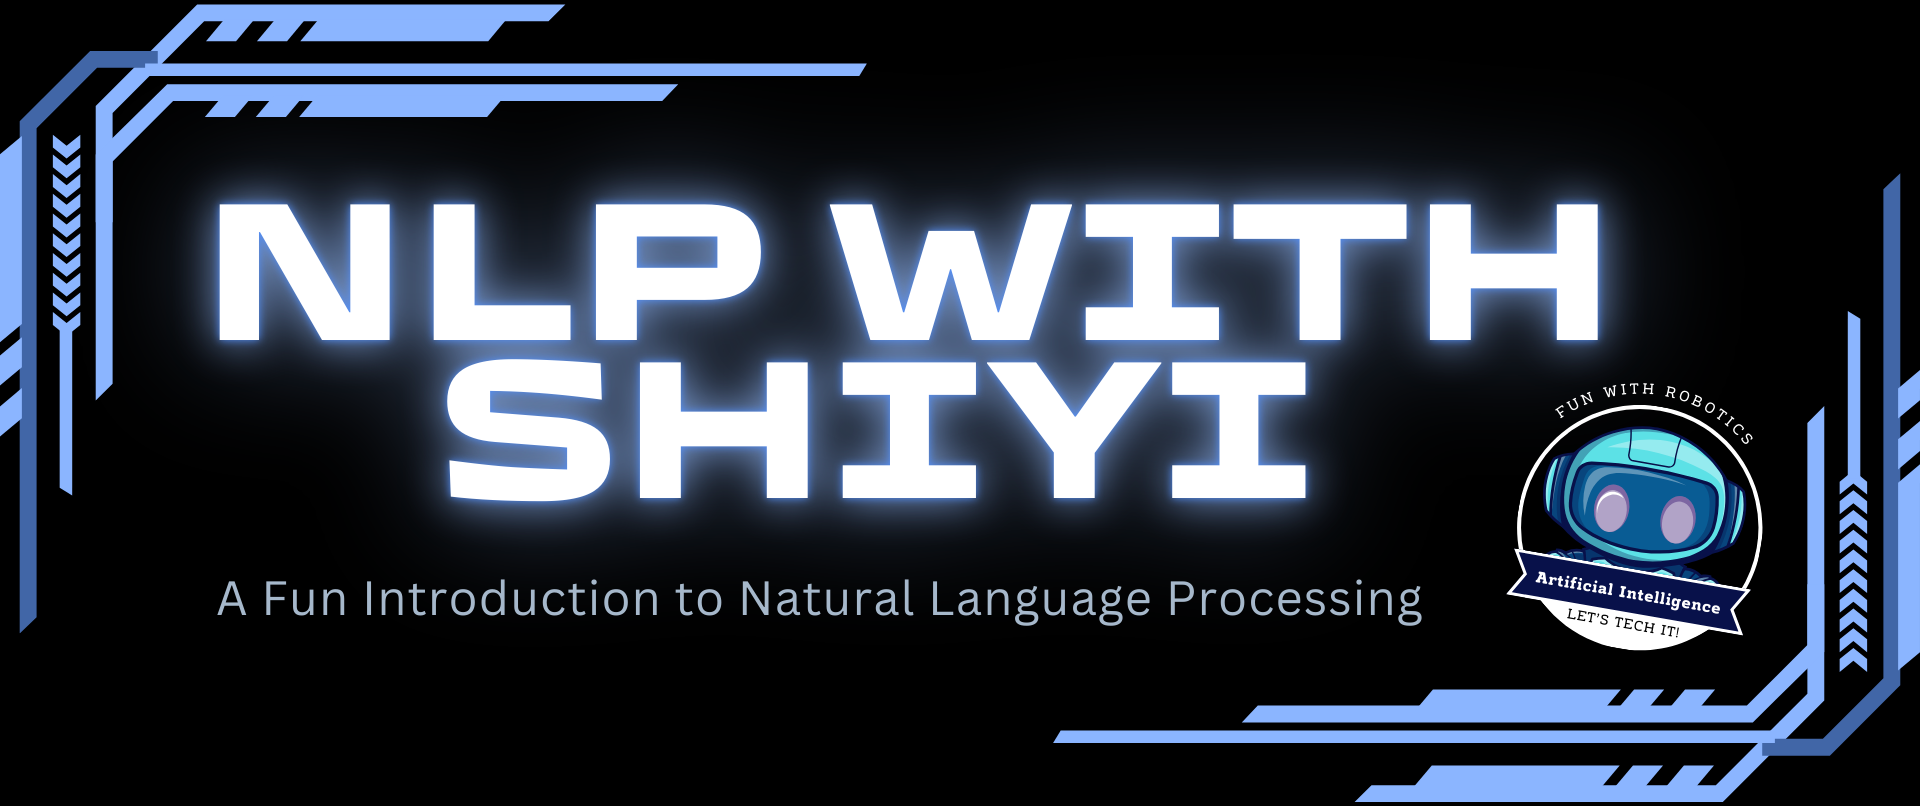 NLP WITH
SHIYI
A Fun Introduction to Natural Language Processing
FUN WITH ROBOTICS
Artificial Intelligence
LET'S TECH IT!